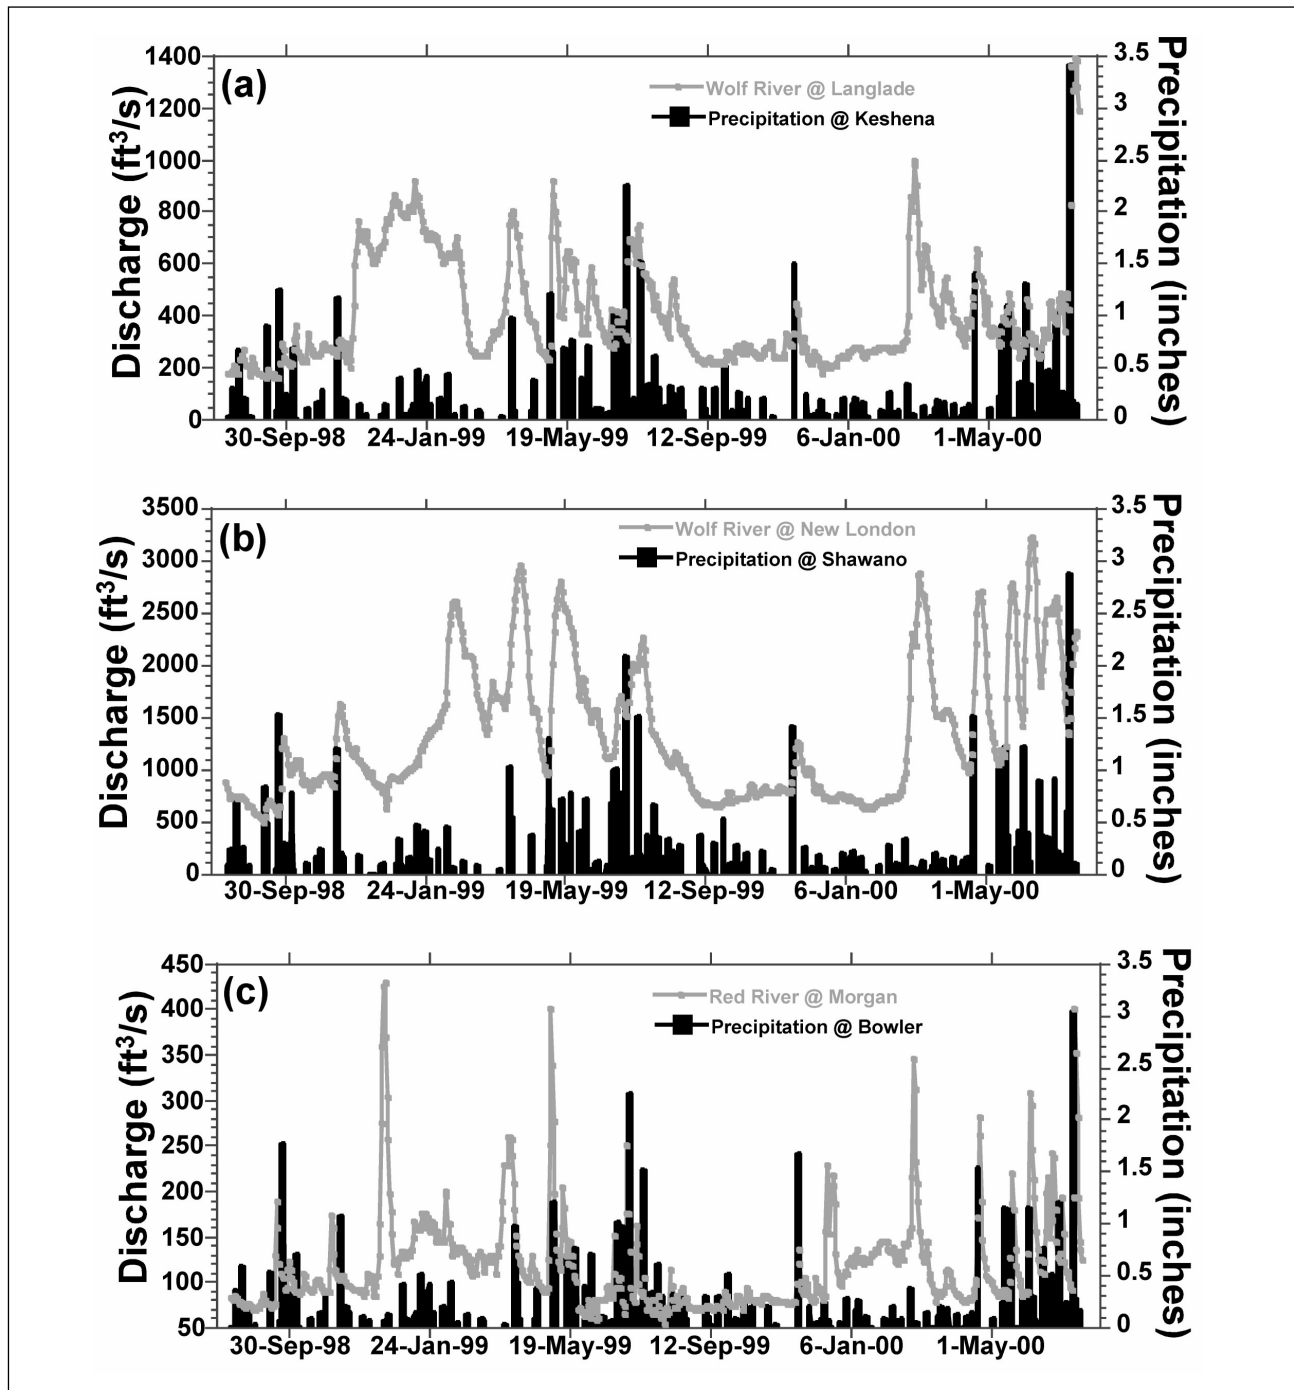 (a)
Discharge (ft³/s)
1400
1200
1000
800
600
400
200
0
Wolf River @ Langlade
Precipitation @ Keshena
3.5
3
2.5
2
1.5
1
0.5
0
Precipitation (inches)
30-Sep-98 24-Jan-99 19-May-99 12-Sep-99 6-Jan-00 1-May-00
(b)
Discharge (ft³/s)
3500
3000
2500
2000
1500
1000
500
0
Wolf River @ New London
Precipitation @ Shawano
3.5
3
2.5
2
1.5
1
0.5
0
Precipitation (inches)
30-Sep-98 24-Jan-99 19-May-99 12-Sep-99 6-Jan-00 1-May-00
(c)
Discharge (ft³/s)
450
400
350
300
250
200
150
100
50
Red River @ Morgan
Precipitation @ Bowler
3.5
3
2.5
2
1.5
1
0.5
0
Precipitation (inches)
30-Sep-98 24-Jan-99 19-May-99 12-Sep-99 6-Jan-00 1-May-00